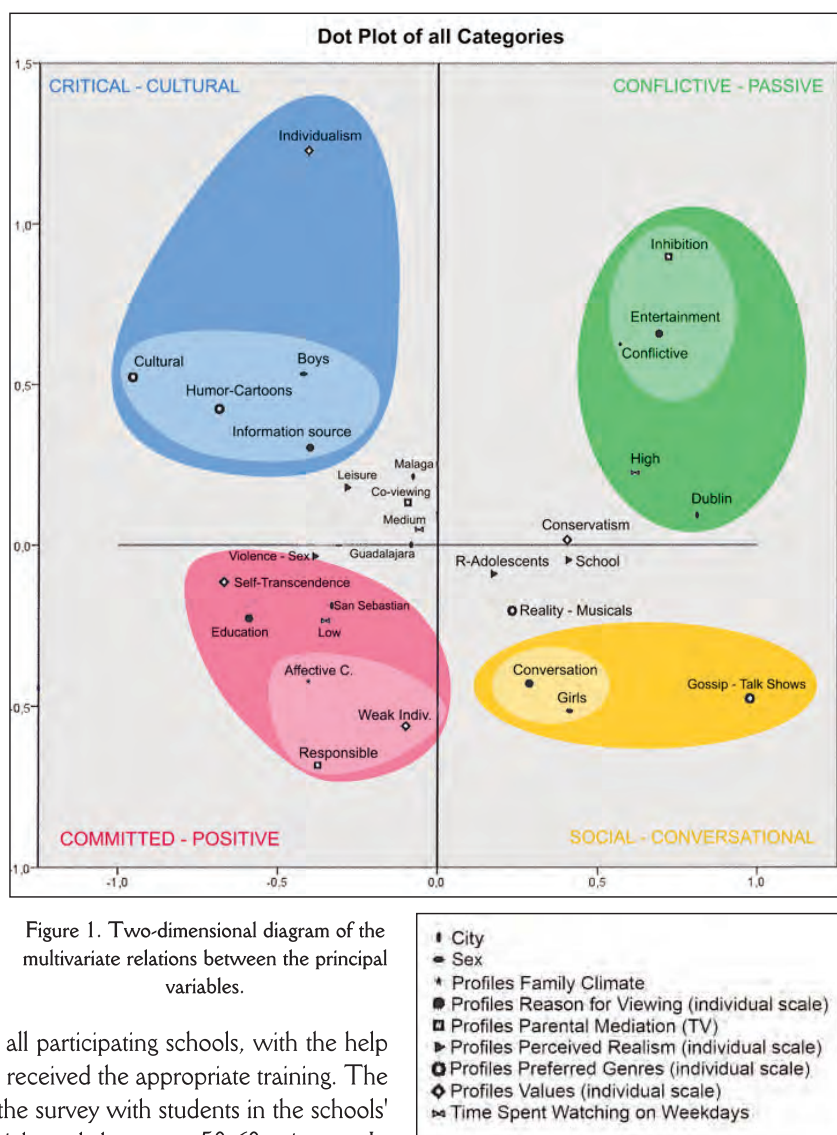 Dot Plot of all Categories
1,5
CRITICAL - CULTURAL
CONFLICTIVE - PASSIVE
Individualism
1,0
Inhibition
Entertainment
Conflictive
Cultural
Boys
Humor-Cartoons
0,5
Information source
Malaga
Leisure
Co-viewing
High
Medium
Dublin
Conservatism
0,0
Guadalajara
Violence - Sex
R-Adolescents
School
Self-Transcendence
San Sebastian
Reality - Musicals
Education
Low
Affective C.
Conversation
Girls
Gossip - Talk Shows
-0,5
Weak Indiv.
Responsible
COMMITTED - POSITIVE
SOCIAL - CONVERSATIONAL
-1,0
-1,0
-0,5
0,0
0,5
1,0
Figure 1. Two-dimensional diagram of the
multivariate relations between the principal
variables.
City
Sex
Profiles Family Climate
Profiles Reason for Viewing (individual scale)
Profiles Parental Mediation (TV)
Profiles Perceived Realism (individual scale)
Profiles Preferred Genres (individual scale)
Profiles Values (individual scale)
Time Spent Watching on Weekdays
all participating schools, with the help
received the appropriate training. The
the survey with students in the schools'